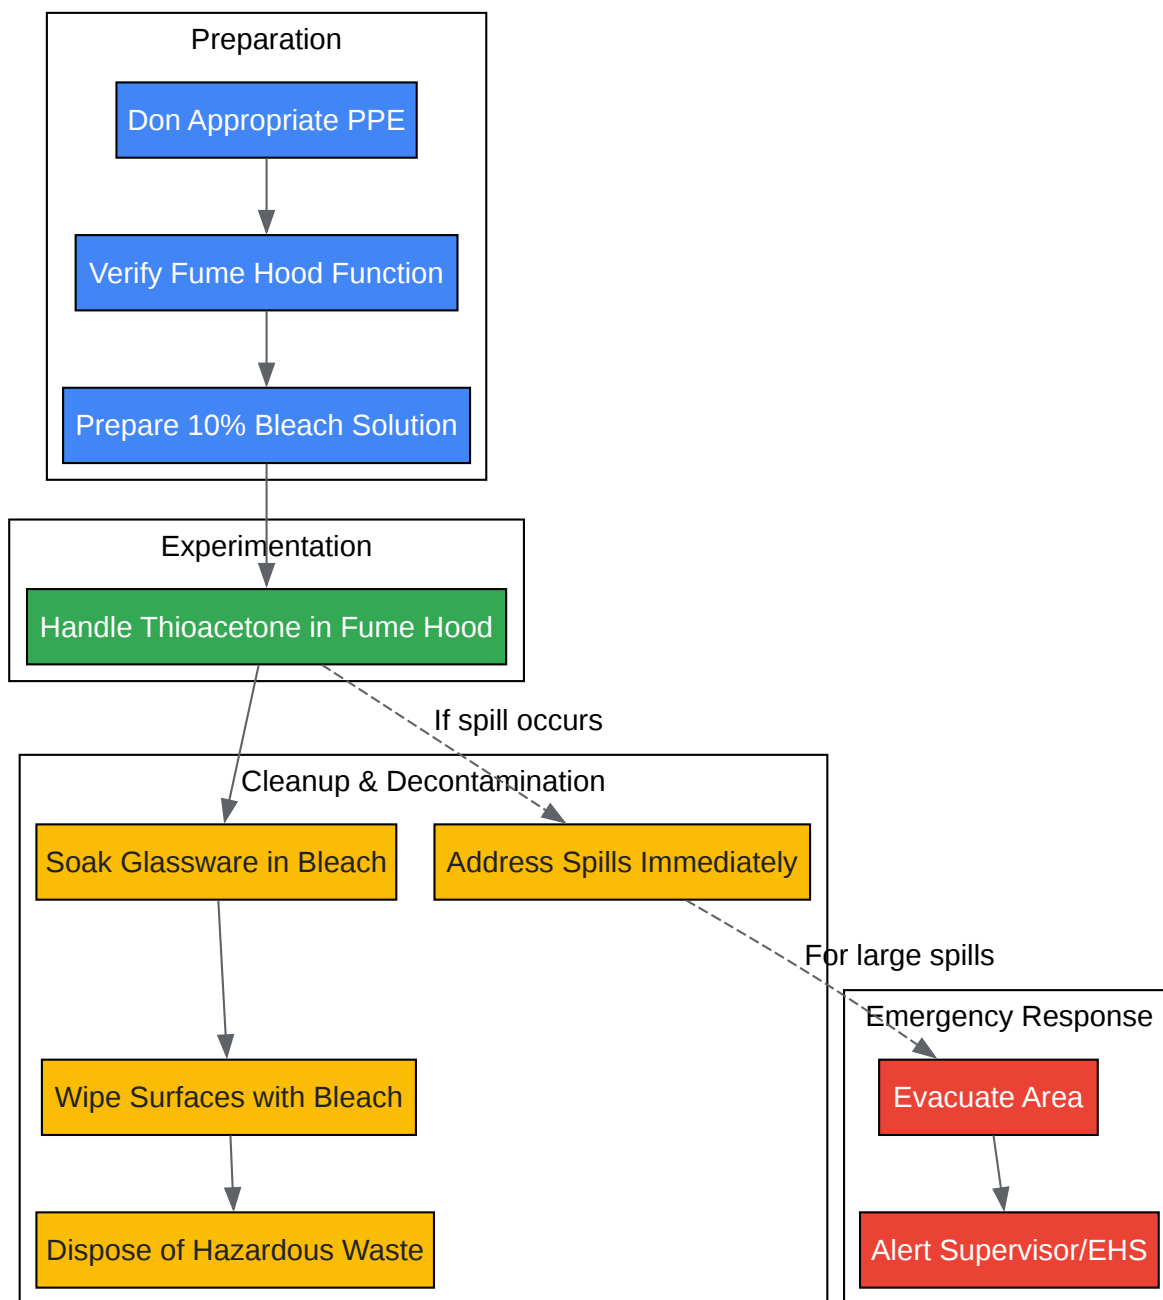 Preparation
Don Appropriate PPE
Verify Fume Hood Function
Prepare 10% Bleach Solution
Experimentation
Handle Thioacetone in Fume Hood
If spill occurs
Cleanup & Decontamination
Soak Glassware in Bleach
Address Spills Immediately
For large spills
Emergency Response
Wipe Surfaces with Bleach
Evacuate Area
Dispose of Hazardous Waste
Alert Supervisor/EHS